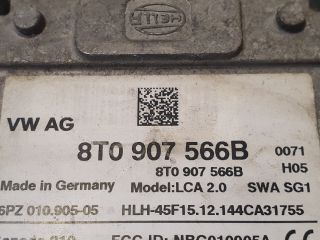 HELLA
VW AG
8T0 907 566B
0071
8T0 907 566B
H05
Made in Germany
Model:LCA 2.0
SWA SG1
6PZ 010.905-05
HLH-45F15.12.144CA31755